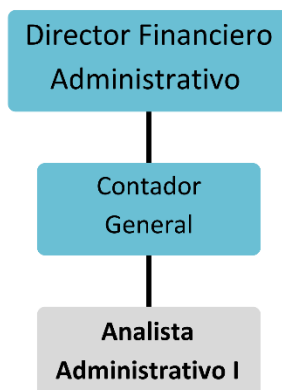 Director Financiero
Administrativo
Contador
General
Analista
Administrativo I